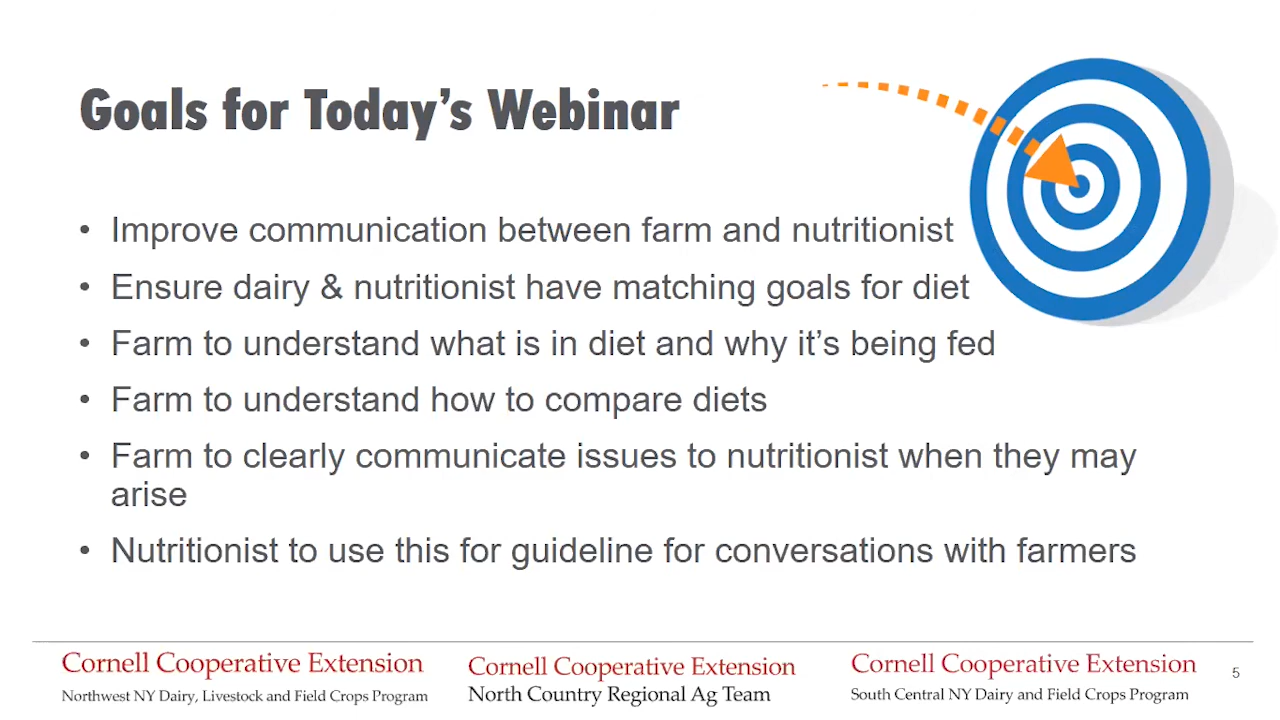 Goals for Today's Webinar
• Improve communication between farm and nutritionist
• Ensure dairy & nutritionist have matching goals for diet
• Farm to understand what is in diet and why it's being fed
• Farm to understand how to compare diets
• Farm to clearly communicate issues to nutritionist when they may
arise
• Nutritionist to use this for guideline for conversations with farmers
Cornell Cooperative Extension
Northwest NY Dairy, Livestock and Field Crops Program
Cornell Cooperative Extension
North Country Regional Ag Team
Cornell Cooperative Extension
South Central NY Dairy and Field Crops Program
5